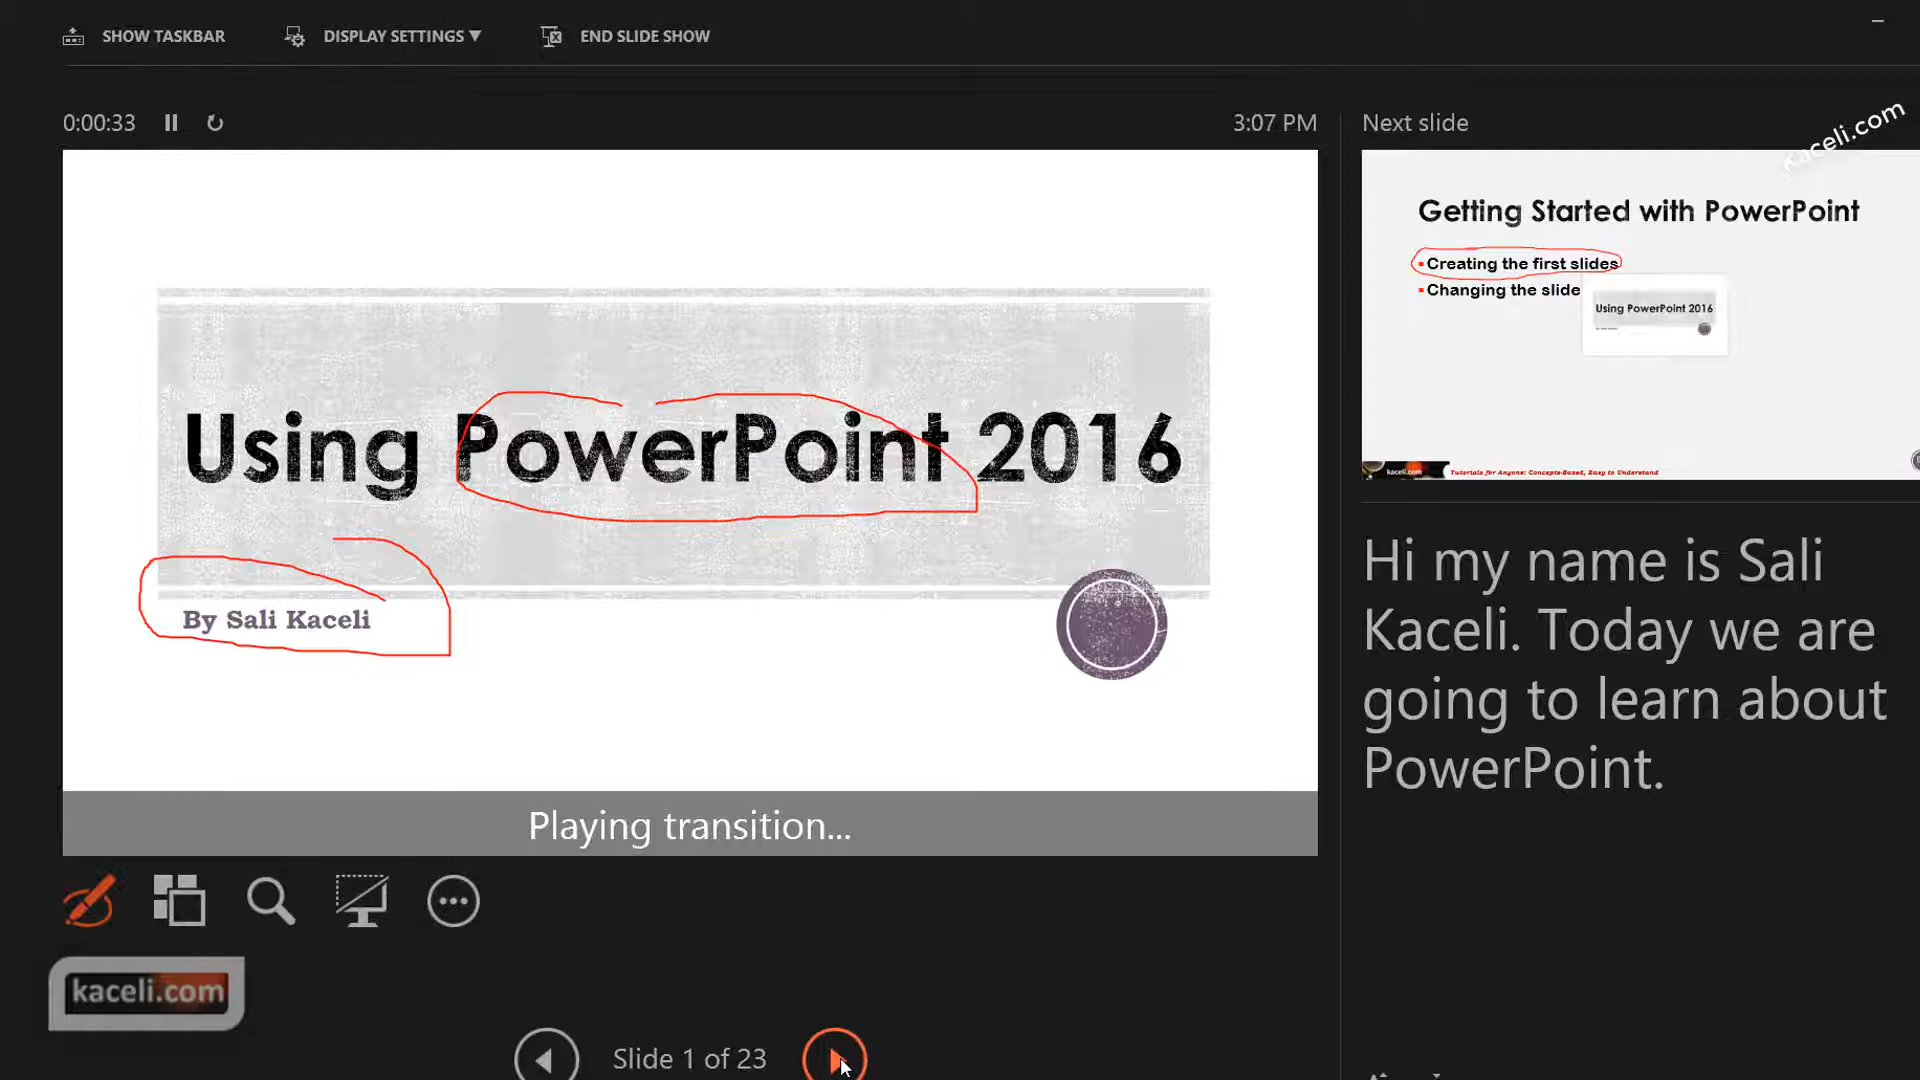 SHOW TASKBAR
DISPLAY SETTINGS ▼
END SLIDE SHOW
0:00:33
3:07 PM
Next slide
Kaceli.com
Using PowerPoint 2016
By Sali Kaceli
Playing transition...
Getting Started with PowerPoint
Creating the first slides
Changing the slide
Using PowerPoint 2016
kaceli.com
Tutorials for Anyone: Concepts-Based, Easy to Understand
Hi my name is Sali
Kaceli. Today we are
going to learn about
PowerPoint.
kaceli.com
Slide 1 of 23